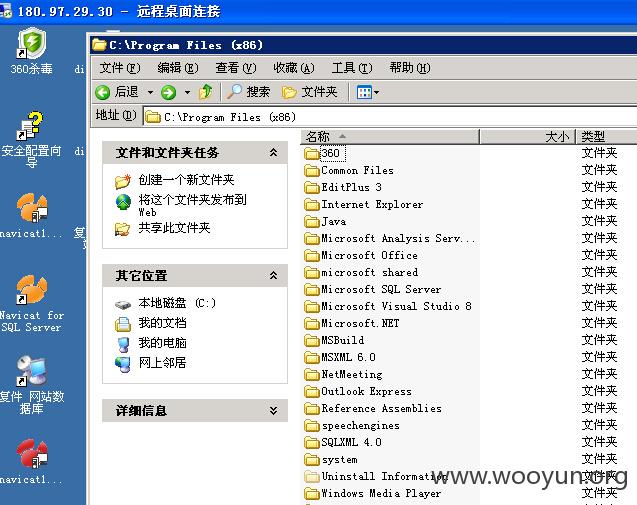 180.97.29.30 - 远程桌面连接
360杀毒
di
安全配置向
导
di
navicatl...
复
Navicat for
SQL Server
复件 网站数
据库
navicatl...
C:\Program Files (x86)
文件(F) 编辑(E) 查看(V) 收藏(A) 工具(T) 帮助(H)
后退 搜索 文件夹
地址(D) C:\Program Files (x86)
文件和文件夹任务
创建一个新文件夹
将这个文件夹发布到
Web
共享此文件夹
其它位置
本地磁盘 (C:)
我的文档
我的电脑
网上邻居
详细信息
名称 大小 类型
360 文件夹
Common Files 文件夹
EditPlus 3 文件夹
Internet Explorer 文件夹
Java 文件夹
Microsoft Analysis Serv... 文件夹
Microsoft Office 文件夹
microsoft shared 文件夹
Microsoft SQL Server 文件夹
Microsoft Visual Studio 8 文件夹
Microsoft.NET 文件夹
MSBuild 文件夹
MSXML 6.0 文件夹
NetMeeting 文件夹
Outlook Express 文件夹
Reference Assemblies 文件夹
speechengines 文件夹
SQLXML 4.0 文件夹
system 文件夹
Uninstall Information 文件夹
Windows Media Player 文件夹
www.wooyun.org